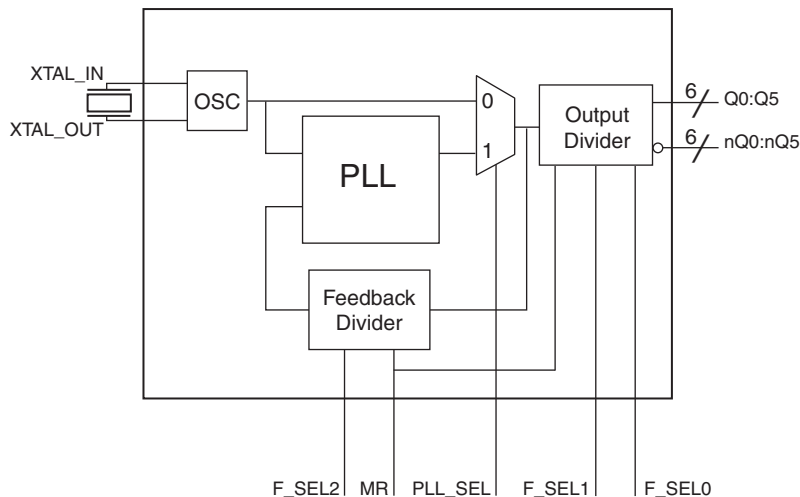 XTAL_IN
XTAL_OUT
OSC
PLL
0
1
Output
Divider
6
Q0:Q5
6
nQ0:nQ5
Feedback
Divider
F_SEL2
MR
PLL_SEL
F_SEL1
F_SEL0